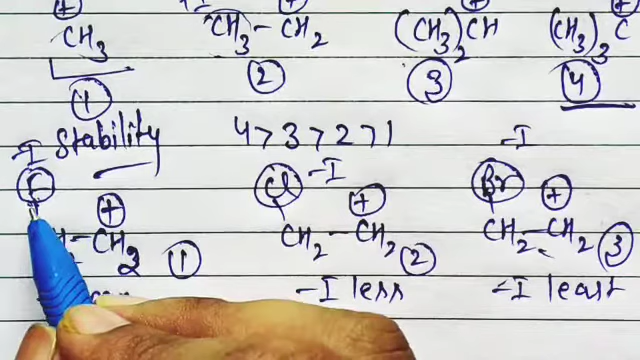 ⊕ ⊕ ⊕ ⊕
CH3 CH3-CH2 (CH3)2CH (CH3)3C
1 2 3 4
Stability 4>3>2>1
-I -I -I
F Cl Br
⊕ ⊕ ⊕
-CH2 1 CH2-CH2 2 CH2-CH2 3
-I less -I least